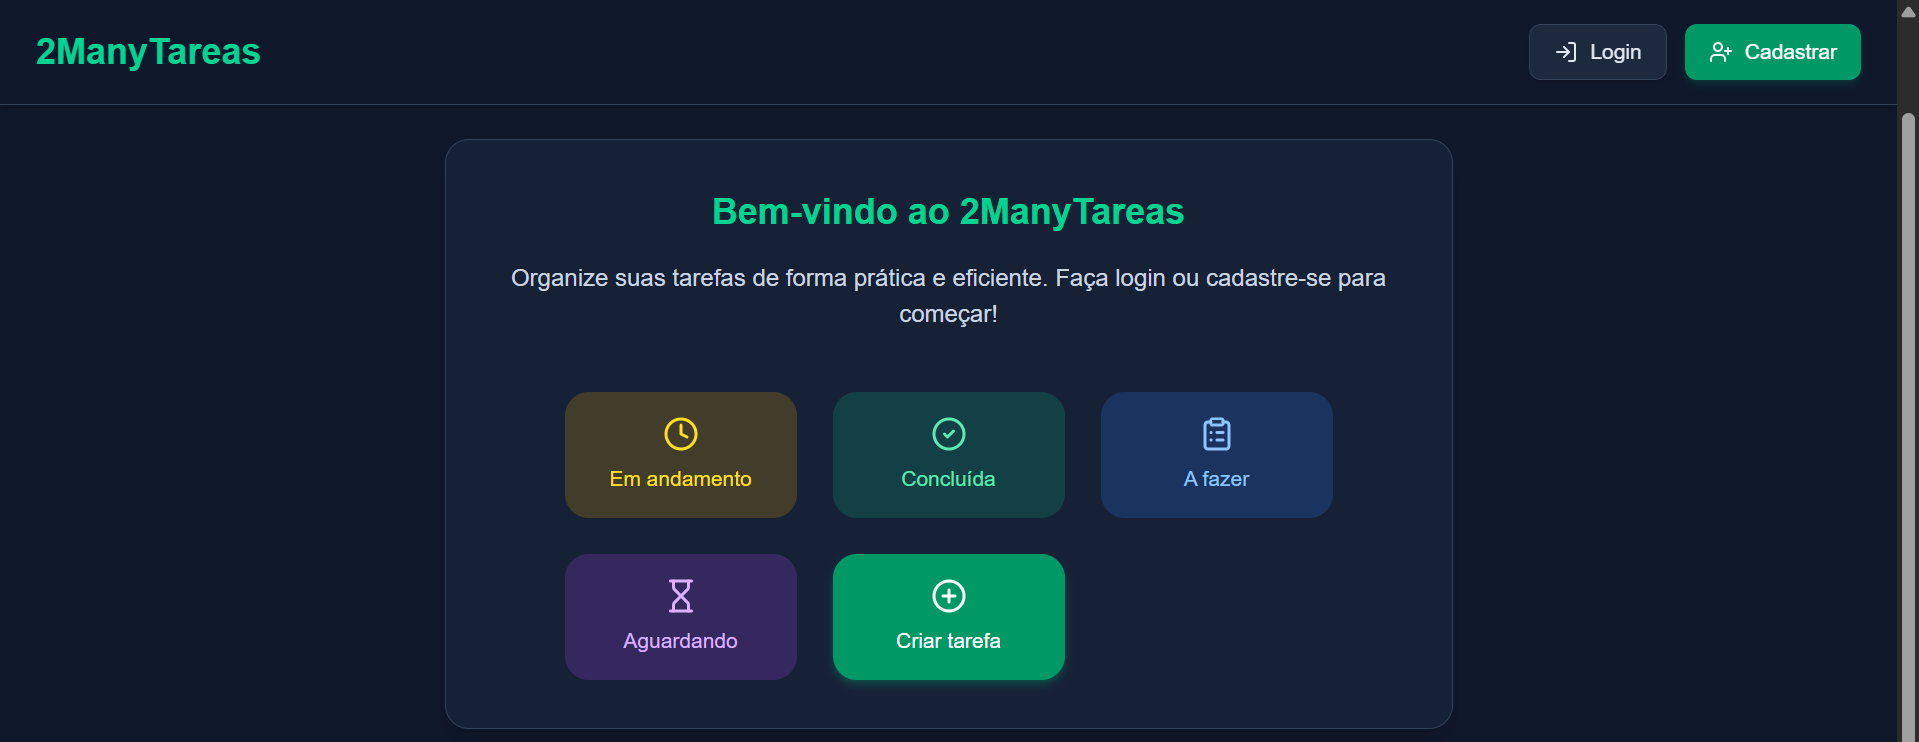 2ManyTareas
Login
Cadastrar
Bem-vindo ao 2ManyTareas
Organize suas tarefas de forma prática e eficiente. Faça login ou cadastre-se para
começar!
Em andamento
Concluída
A fazer
Aguardando
Criar tarefa